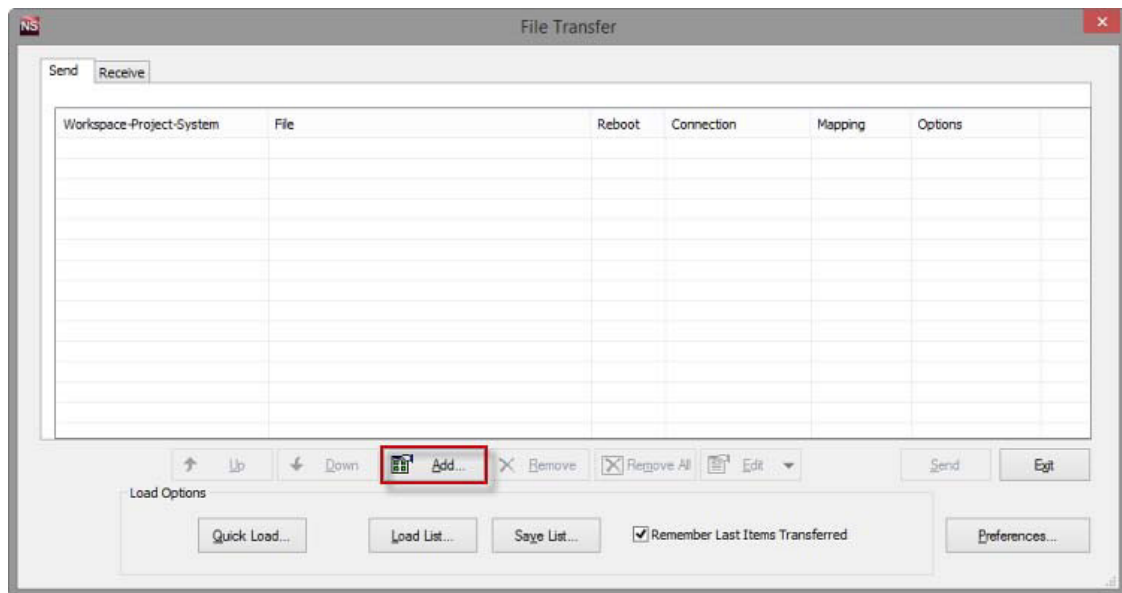 NS File Transfer
Send Receive
Workspace-Project-System File Reboot Connection Mapping Options
Up Down Add... Remove Remove All Edit Send Exit
Load Options
Quick Load... Load List... Save List... Remember Last Items Transferred Preferences...